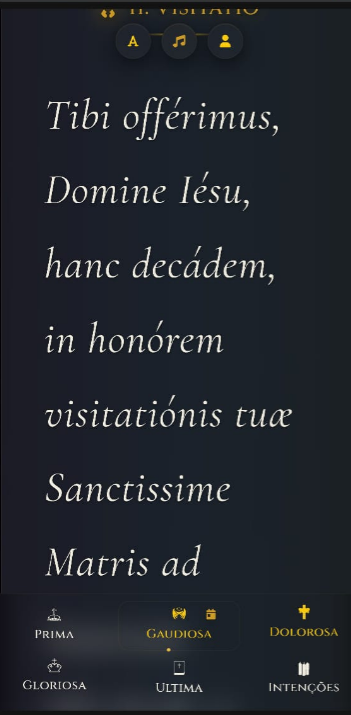 II. VISITATIO
A
Tibi offérimus,
Domine Iésu,
hanc decádem,
in honórem
visitatiónis tuæ
Sanctissime
Matris ad
PRIMA
GAUDIOSA
DOLOROSA
GLORIOSA
ULTIMA
INTENÇÕES